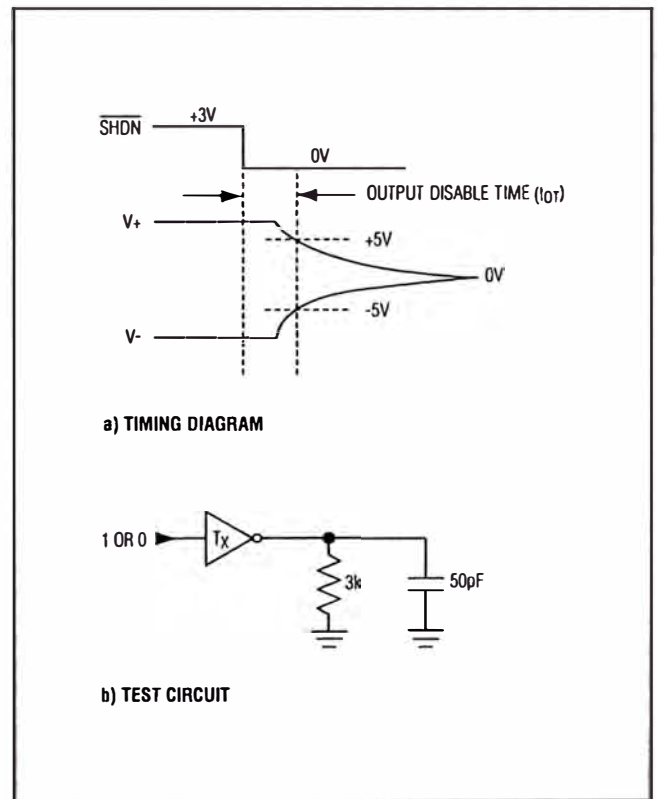 +3V
SHDN
0V
OUTPUT DISABLE TIME (tOT)
V+
+5V
0V
-5V
V-
a) TIMING DIAGRAM
1 OR 0
TX
3k
50pF
b) TEST CIRCUIT